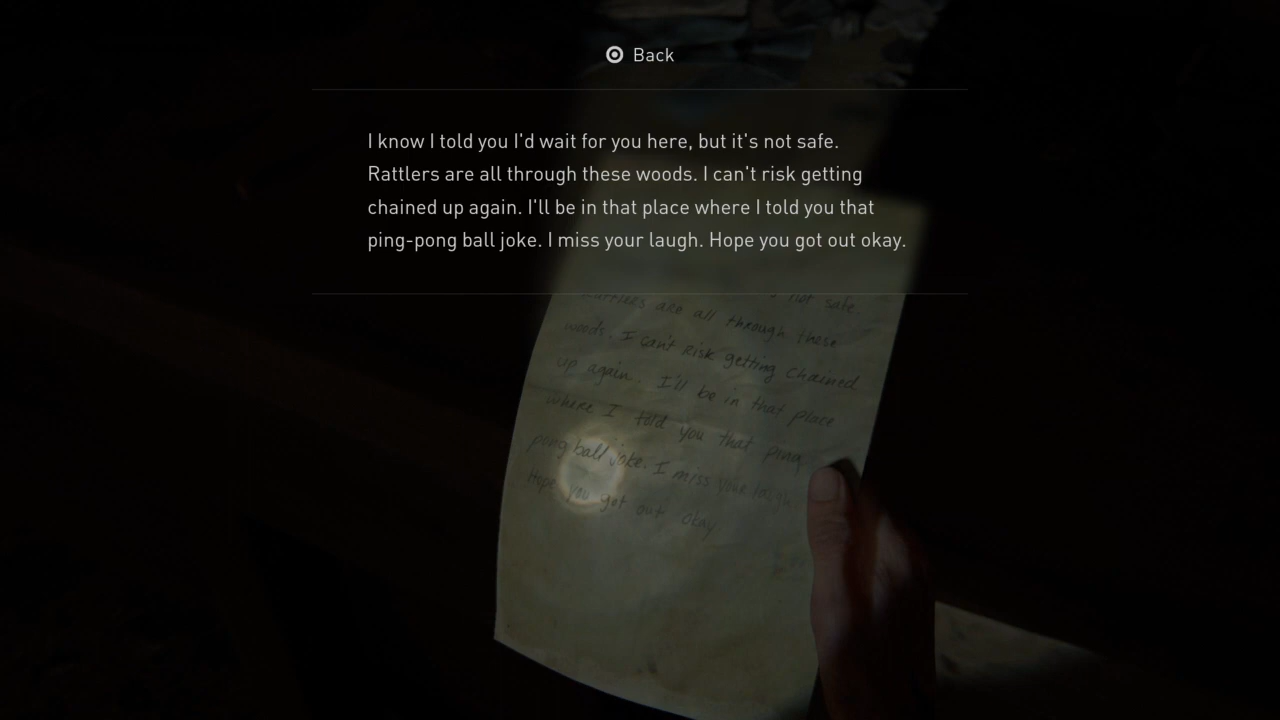 Back
I know I told you I'd wait for you here, but it's not safe.
Rattlers are all through these woods. I can't risk getting
chained up again. I'll be in that place where I told you that
ping-pong ball joke. I miss your laugh. Hope you got out okay.
Rattlers are all through these
woods. I can't risk getting chained
up again. I'll be in that place
where I told you that ping
pong ball joke. I miss your laugh.
Hope you got out okay